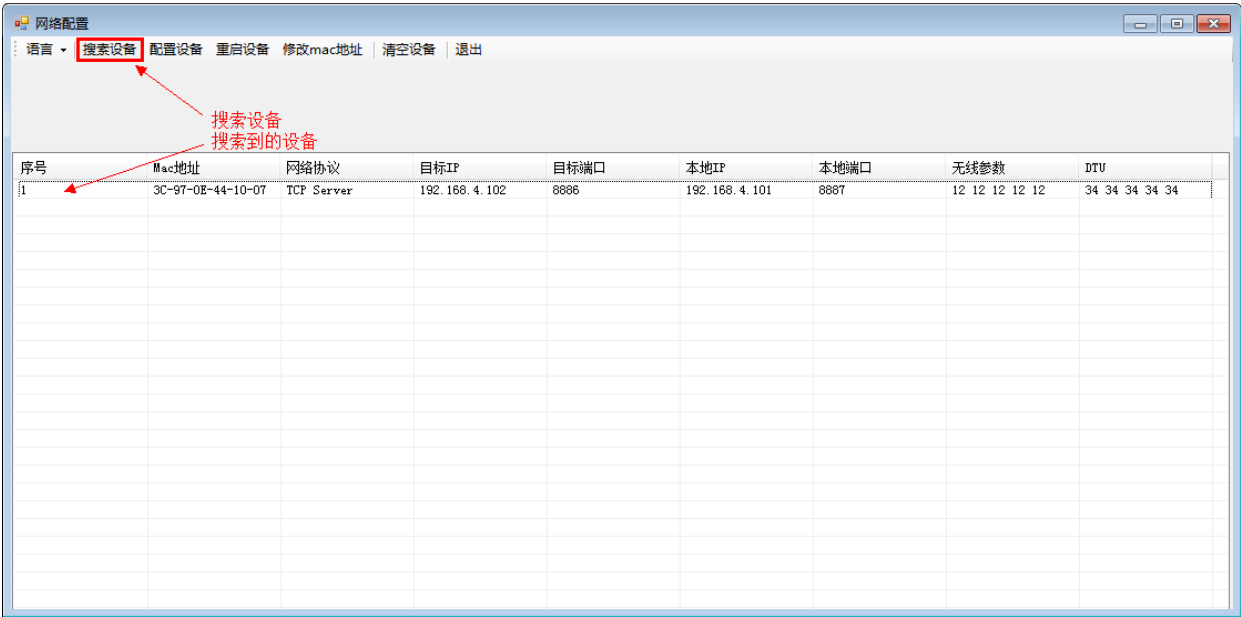 网络配置
语言 搜索设备 配置设备 重启设备 修改mac地址 清空设备 退出
搜索设备
搜索到的设备
序号 Mac地址 网络协议 目标IP 目标端口 本地IP 本地端口 无线参数 DTU
1 3C-97-0E-44-10-07 TCP Server 192.168.4.102 8886 192.168.4.101 8887 12 12 12 12 12 34 34 34 34 34